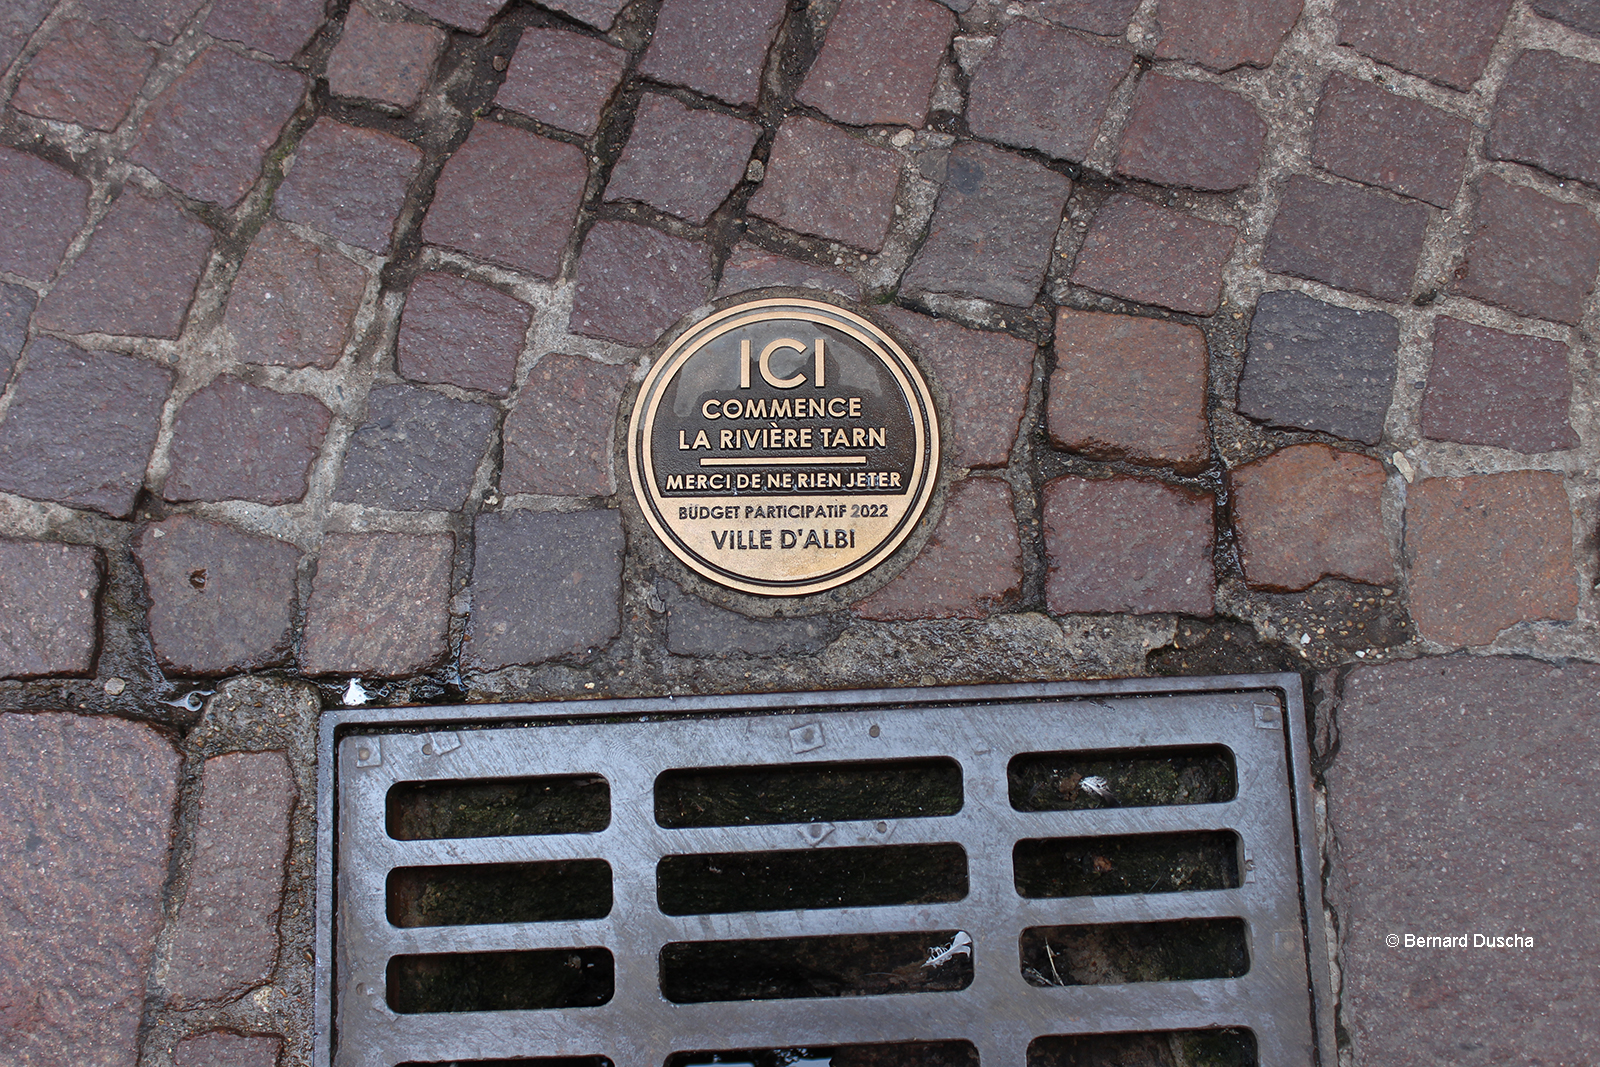 ICI
COMMENCE
LA RIVIÈRE TARN
MERCI DE NE RIEN JETER
BUDGET PARTICIPATIF 2022
VILLE D'ALBI
© Bernard Duscha